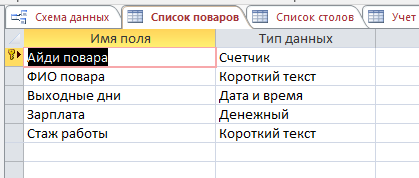 Схема данных Список поваров Список столов Учет
Имя поля Тип данных
Айди повара Счетчик
ФИО повара Короткий текст
Выходные дни Дата и время
Зарплата Денежный
Стаж работы Короткий текст